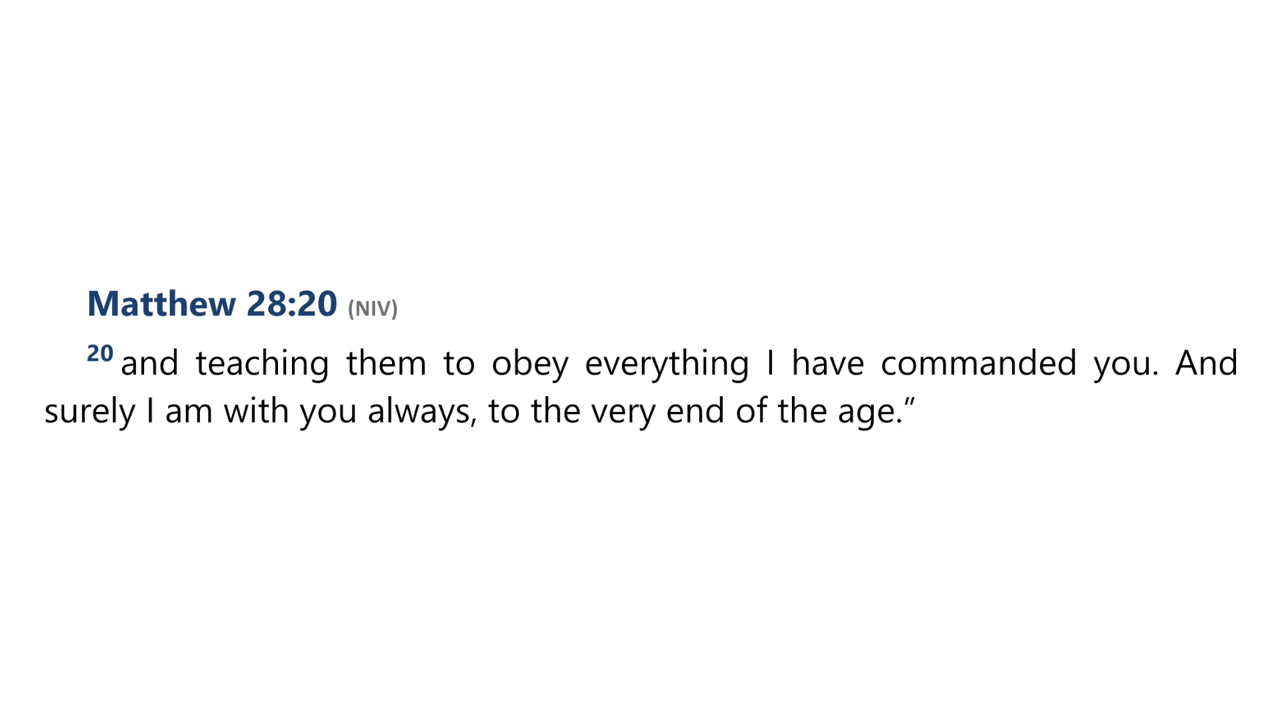 Matthew 28:20 (NIV)
20 and teaching them to obey everything I have commanded you. And
surely I am with you always, to the very end of the age.”